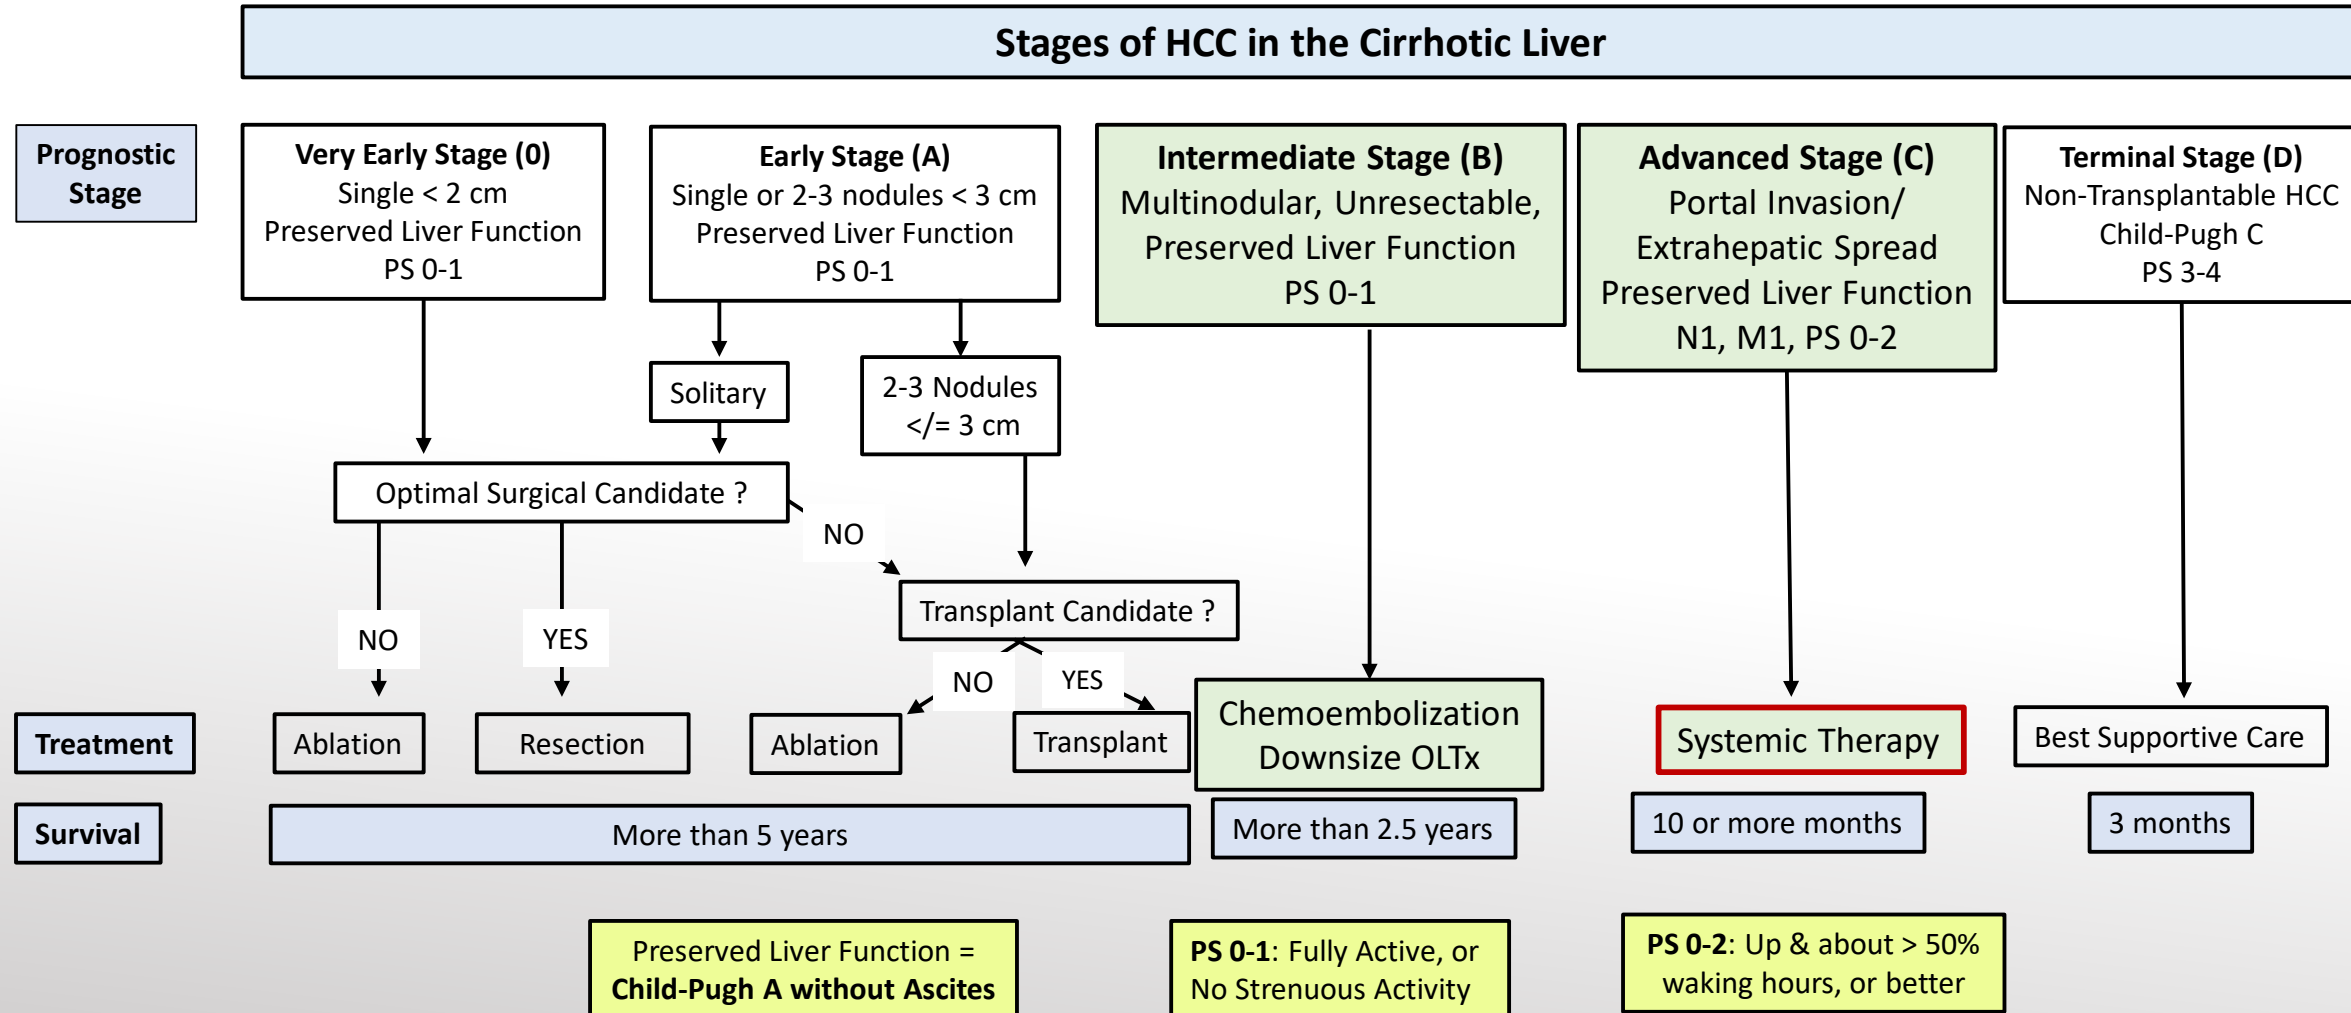 Stages of HCC in the Cirrhotic Liver
Prognostic
Stage
Very Early Stage (0)
Single < 2 cm
Preserved Liver Function
PS 0-1
Early Stage (A)
Single or 2-3 nodules < 3 cm
Preserved Liver Function
PS 0-1
Intermediate Stage (B)
Multinodular, Unresectable,
Preserved Liver Function
PS 0-1
Advanced Stage (C)
Portal Invasion/
Extrahepatic Spread
Preserved Liver Function
N1, M1, PS 0-2
Terminal Stage (D)
Non-Transplantable HCC
Child-Pugh C
PS 3-4
Solitary
2-3 Nodules
</= 3 cm
Optimal Surgical Candidate ?
NO
Transplant Candidate ?
NO
YES
NO
YES
Treatment
Ablation
Resection
Ablation
Transplant
Chemoembolization
Downsize OLTx
Systemic Therapy
Best Supportive Care
Survival
More than 5 years
More than 2.5 years
10 or more months
3 months
Preserved Liver Function =
Child-Pugh A without Ascites
PS 0-1: Fully Active, or
No Strenuous Activity
PS 0-2: Up & about > 50%
waking hours, or better